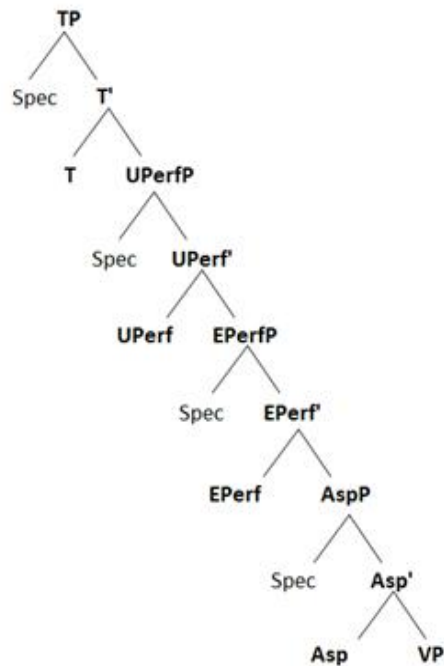 TP
Spec T'
T UPerfP
Spec UPerf'
UPerf EPerfP
Spec EPerf'
EPerf AspP
Spec Asp'
Asp VP